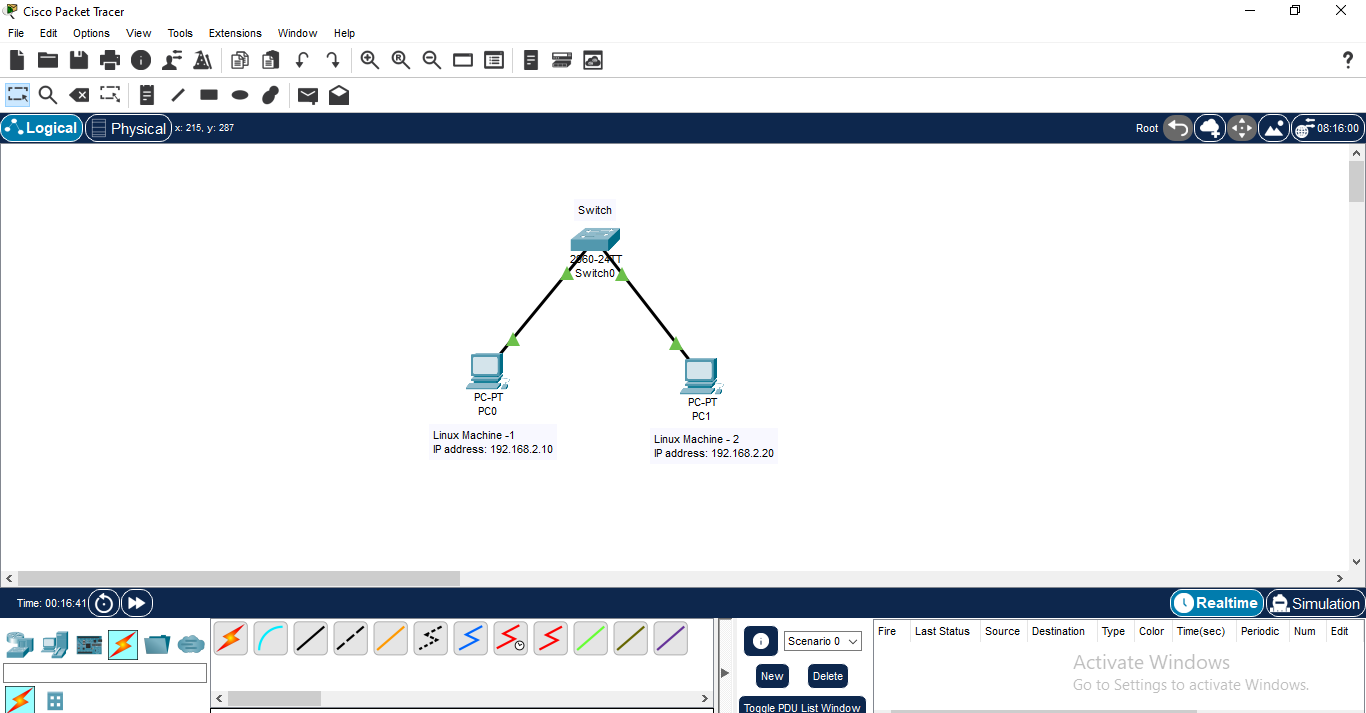 Cisco Packet Tracer
File Edit Options View Tools Extensions Window Help
?
Logical Physical x: 215, y: 287 Root 08:16:00
Switch
2960-24TT
Switch0
PC-PT
PC0
PC-PT
PC1
Linux Machine -1
IP address: 192.168.2.10
Linux Machine - 2
IP address: 192.168.2.20
Time: 00:16:41 Realtime Simulation
Scenario 0
New Delete
Toggle PDU List Window
Fire Last Status Source Destination Type Color Time(sec) Periodic Num Edit
Activate Windows
Go to Settings to activate Windows.